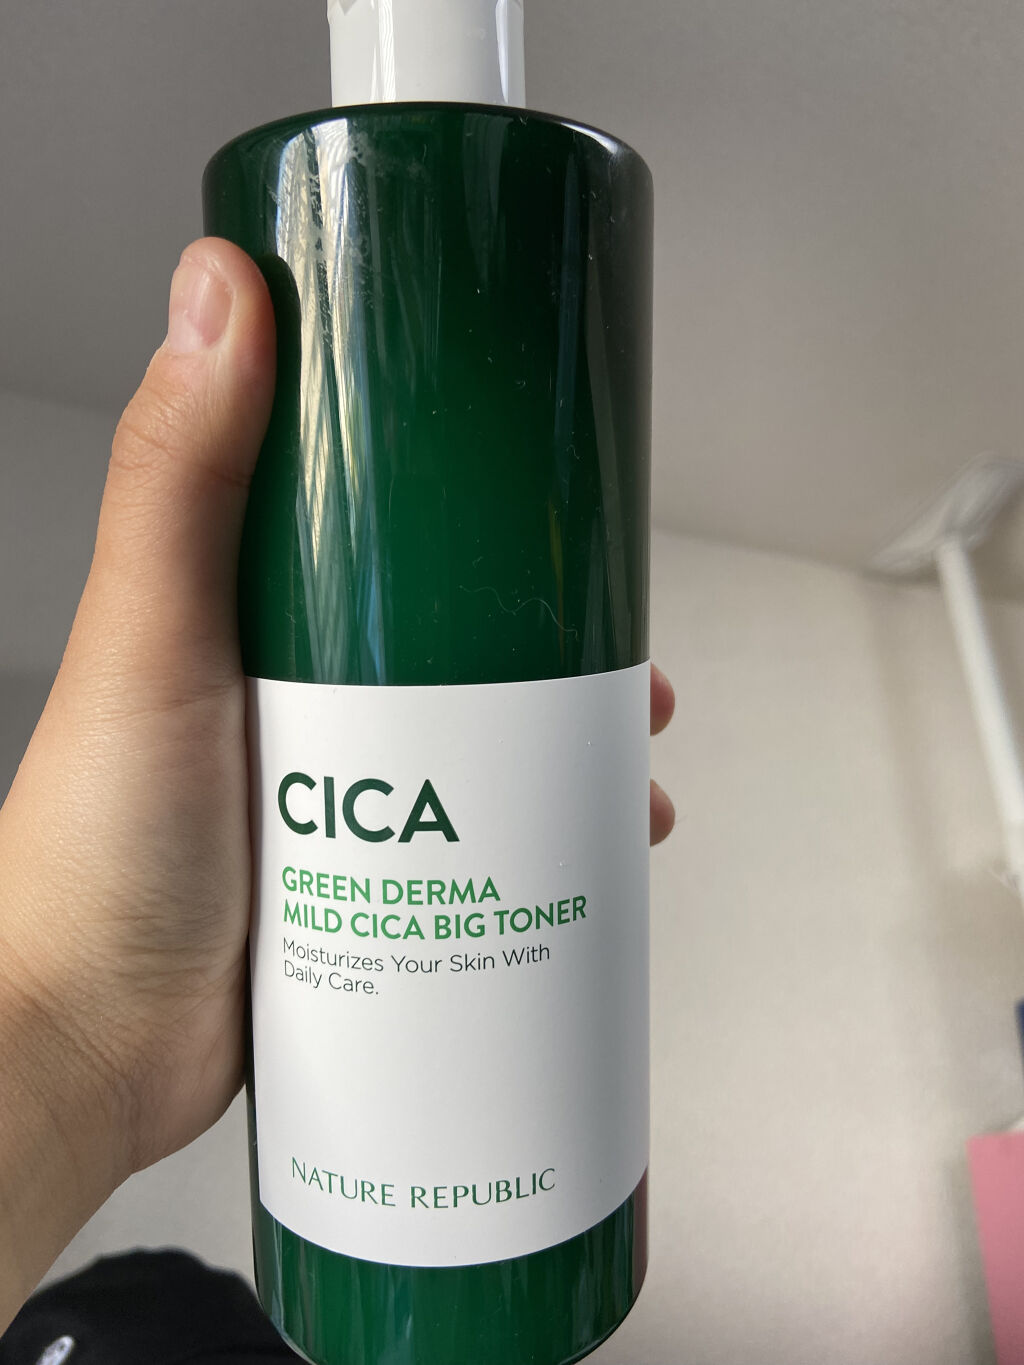 CICA
GREEN DERMA
MILD CICA BIG TONER
Moisturizes Your Skin With
Daily Care.
NATURE REPUBLIC